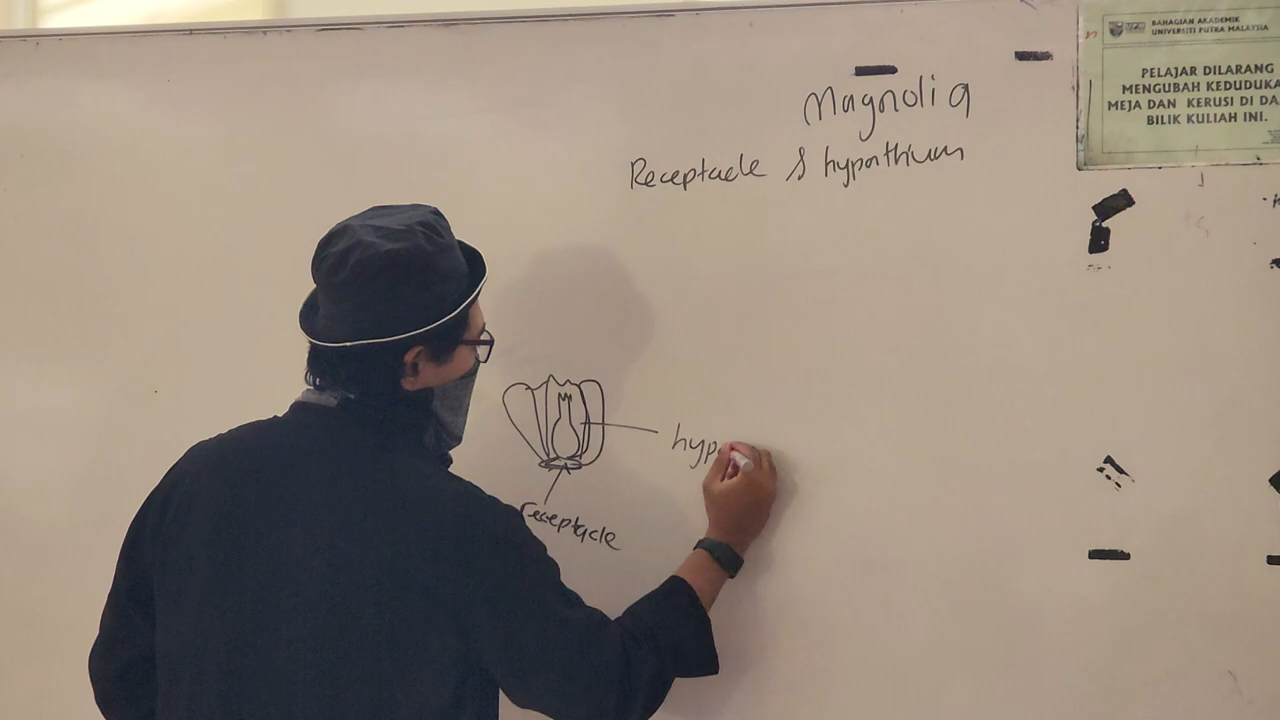 BAHAGIAN AKADEMIK
UNIVERSITI PUTRA MALAYSIA
PELAJAR DILARANG
MENGUBAH KEDUDUKA
MEJA DAN KERUSI DI DA
BILIK KULIAH INI.
Magnolia
Receptacle & hypanthium
hyp
receptacle